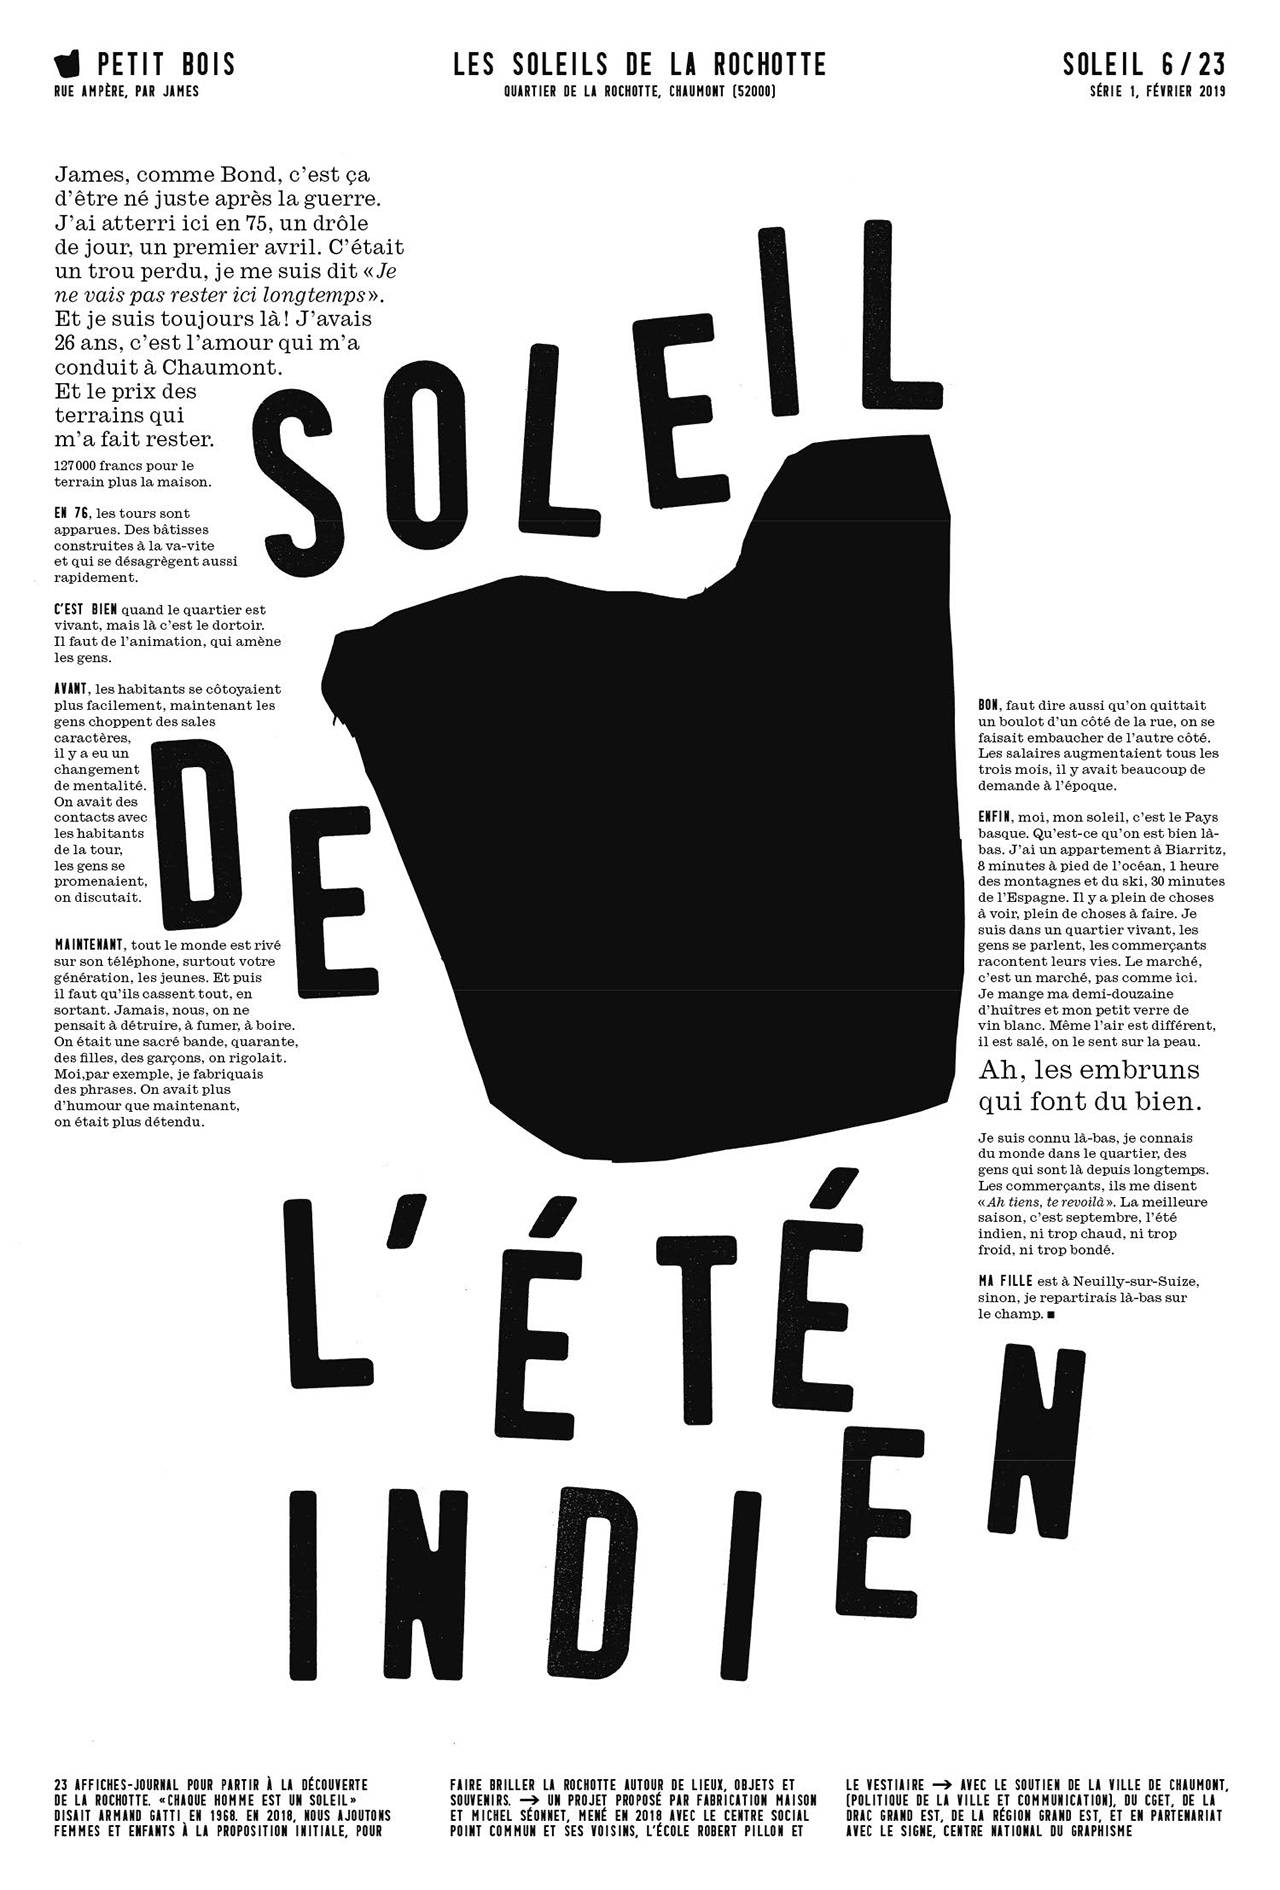 PETIT BOIS
RUE AMPÈRE, PAR JAMES
LES SOLEILS DE LA ROCHOTTE
QUARTIER DE LA ROCHOTTE, CHAUMONT (52000)
SOLEIL 6/23
SÉRIE 1, FÉVRIER 2019
James, comme Bond, c’est ça
d’être né juste après la guerre.
J’ai atterri ici en 75, un drôle
de jour, un premier avril. C’était
un trou perdu, je me suis dit «Je
ne vais pas rester ici longtemps».
Et je suis toujours là! J’avais
26 ans, c’est l’amour qui m’a
conduit à Chaumont.
Et le prix des
terrains qui
m’a fait rester.
127000 francs pour le
terrain plus la maison.
EN 76, les tours sont
apparues. Des bâtisses
construites à la va-vite
et qui se désagrègent aussi
rapidement.
C’EST BIEN quand le quartier est
vivant, mais là c’est le dortoir.
Il faut de l’animation, qui amène
les gens.
AVANT, les habitants se côtoyaient
plus facilement, maintenant les
gens choppent des sales
caractères,
il y a eu un
changement
de mentalité.
On avait des
contacts avec
les habitants
de la tour,
les gens se
promenaient,
on discutait.
MAINTENANT, tout le monde est rivé
sur son téléphone, surtout votre
génération, les jeunes. Et puis
il faut qu’ils cassent tout, en
sortant. Jamais, nous, on ne
pensait à détruire, à fumer, à boire.
On était une sacré bande, quarante,
des filles, des garçons, on rigolait.
Moi,par exemple, je fabriquais
des phrases. On avait plus
d’humour que maintenant,
on était plus détendu.
SOLEIL
DE
L’ÉTÉ
INDIEN
BON, faut dire aussi qu’on quittait
un boulot d’un côté de la rue, on se
faisait embaucher de l’autre côté.
Les salaires augmentaient tous les
trois mois, il y avait beaucoup de
demande à l’époque.
ENFIN, moi, mon soleil, c’est le Pays
basque. Qu’est-ce qu’on est bien là-
bas. J’ai un appartement à Biarritz,
8 minutes à pied de l’océan, 1 heure
des montagnes et du ski, 30 minutes
de l’Espagne. Il y a plein de choses
à voir, plein de choses à faire. Je
suis dans un quartier vivant, les
gens se parlent, les commerçants
racontent leurs vies. Le marché,
c’est un marché, pas comme ici.
Je mange ma demi-douzaine
d’huîtres et mon petit verre de
vin blanc. Même l’air est différent,
il est salé, on le sent sur la peau.
Ah, les embruns
qui font du bien.
Je suis connu là-bas, je connais
du monde dans le quartier, des
gens qui sont là depuis longtemps.
Les commerçants, ils me disent
«Ah tiens, te revoilà». La meilleure
saison, c’est septembre, l’été
indien, ni trop chaud, ni trop
froid, ni trop bondé.
MA FILLE est à Neuilly-sur-Suize,
sinon, je repartirais là-bas sur
le champ. ■
23 AFFICHES-JOURNAL POUR PARTIR À LA DÉCOUVERTE
DE LA ROCHOTTE. «CHAQUE HOMME EST UN SOLEIL»
DISAIT ARMAND GATTI EN 1968. EN 2018, NOUS AJOUTONS
FEMMES ET ENFANTS À LA PROPOSITION INITIALE, POUR
FAIRE BRILLER LA ROCHOTTE AUTOUR DE LIEUX, OBJETS ET
SOUVENIRS. → UN PROJET PROPOSÉ PAR FABRICATION MAISON
ET MICHEL SÉONNET, MENÉ EN 2018 AVEC LE CENTRE SOCIAL
POINT COMMUN ET SES VOISINS, L’ÉCOLE ROBERT PILLON ET
LE VESTIAIRE → AVEC LE SOUTIEN DE LA VILLE DE CHAUMONT,
(POLITIQUE DE LA VILLE ET COMMUNICATION), DU CGET, DE LA
DRAC GRAND EST, DE LA RÉGION GRAND EST, ET EN PARTENARIAT
AVEC LE SIGNE, CENTRE NATIONAL DU GRAPHISME